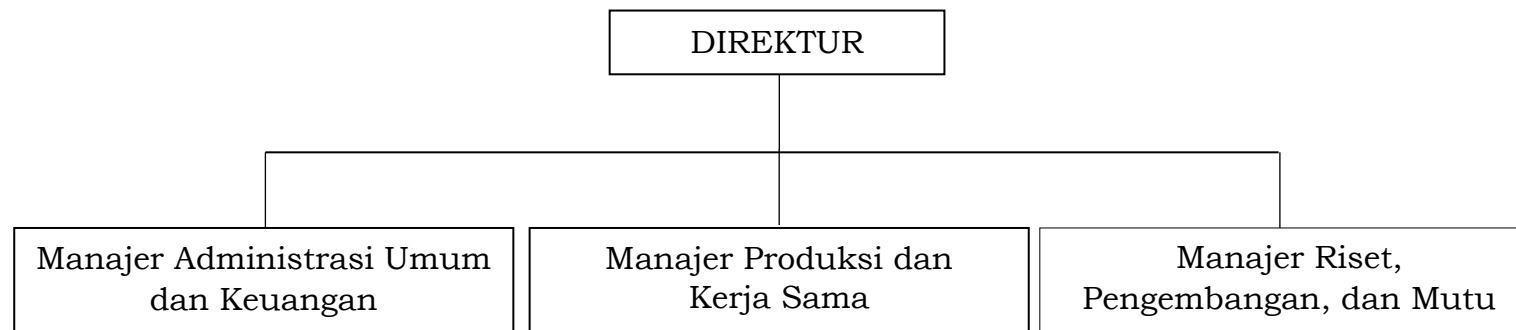 DIREKTUR
Manajer Administrasi Umum
dan Keuangan
Manajer Produksi dan
Kerja Sama
Manajer Riset,
Pengembangan, dan Mutu